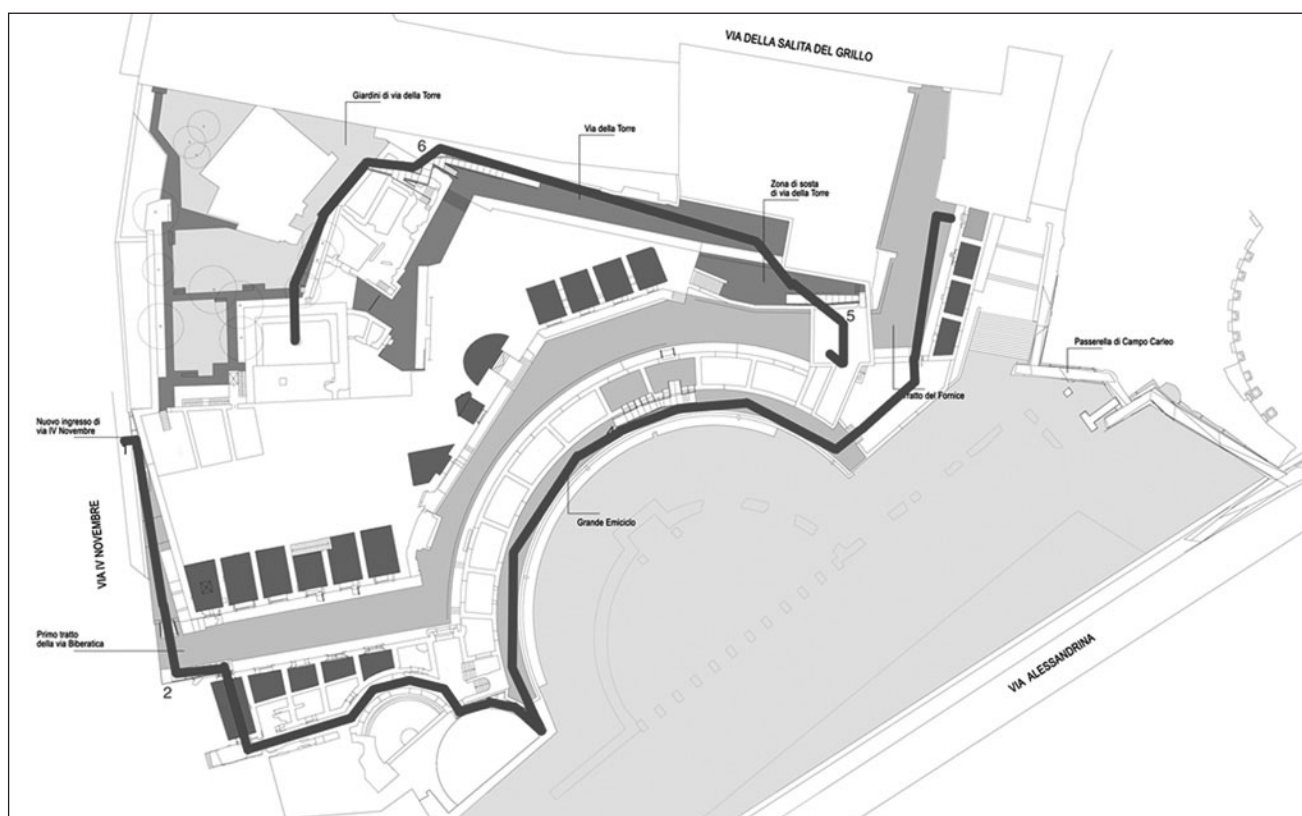 VIA DELLA SALITA DEL GRILLO
Giardini di via della Torre
Via della Torre
6
Zona di sosta
di via della Torre
5
Passerella di Campo Carleo
del Fornice
Nuovo ingresso di
via IV Novembre
VIA IV NOVEMBRE
Grande Emiciclo
Primo tratto
della via Biberatica
2
VIA ALESSANDRINA